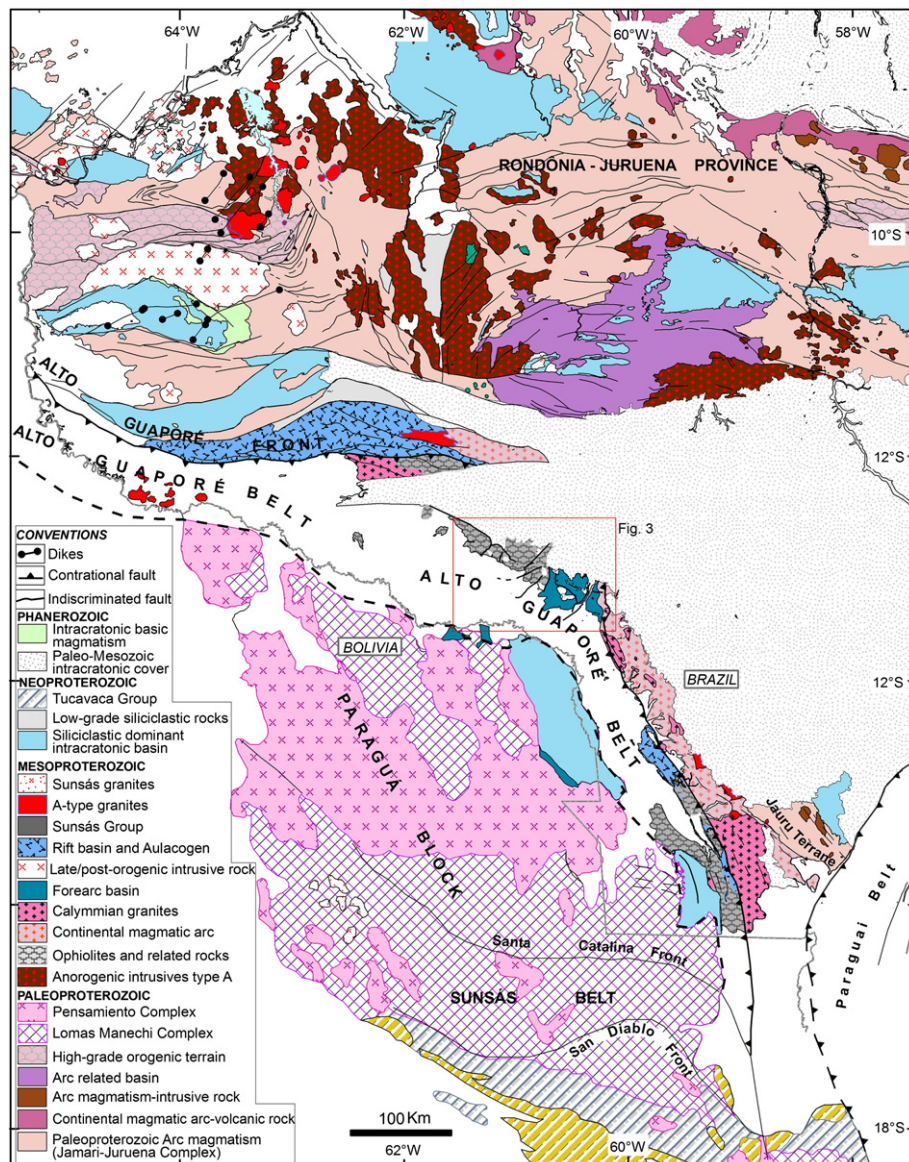 64°W
62°W
60°W
58°W
RONDÔNIA - JURUENA PROVINCE
10°S
ALTO
GUAPORÉ
FRONT
12°S
ALTO GUAPORÉ BELT
Fig. 3
ALTO GUAPORÉ BELT
BOLIVIA
BRAZIL
12°S
PARAGUÁ BLOCK
Jauru Terrane
Paraguai Belt
Santa Catalina Front
SUNSÁS BELT
San Diablo Front
18°S
100 Km
62°W
60°W
CONVENTIONS
Dikes
Contrational fault
Indiscriminated fault
PHANEROZOIC
Intracratonic basic
magmatism
Paleo-Mesozoic
intracratonic cover
NEOPROTEROZOIC
Tucavaca Group
Low-grade siliciclastic rocks
Siliciclastic dominant
intracratonic basin
MESOPROTEROZOIC
Sunsás granites
A-type granites
Sunsás Group
Rift basin and Aulacogen
Late/post-orogenic intrusive rock
Forearc basin
Calymmian granites
Continental magmatic arc
Ophiolites and related rocks
Anorogenic intrusives type A
PALEOPROTEROZOIC
Pensamiento Complex
Lomas Manechi Complex
High-grade orogenic terrain
Arc related basin
Arc magmatism-intrusive rock
Continental magmatic arc-volcanic rock
Paleoproterozoic Arc magmatism
(Jamari-Juruena Complex)